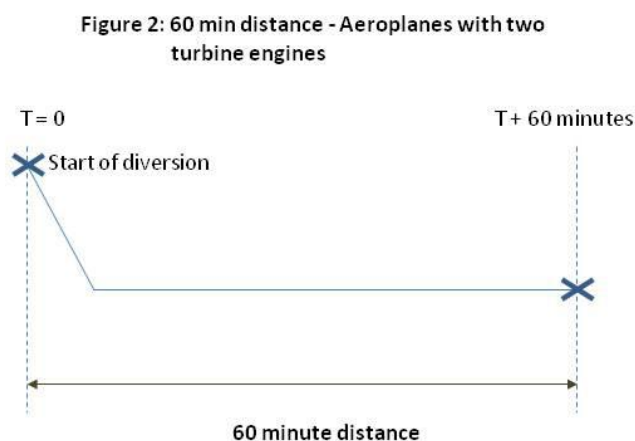 Figure 2: 60 min distance - Aeroplanes with two
turbine engines
T = 0
T + 60 minutes
Start of diversion
60 minute distance